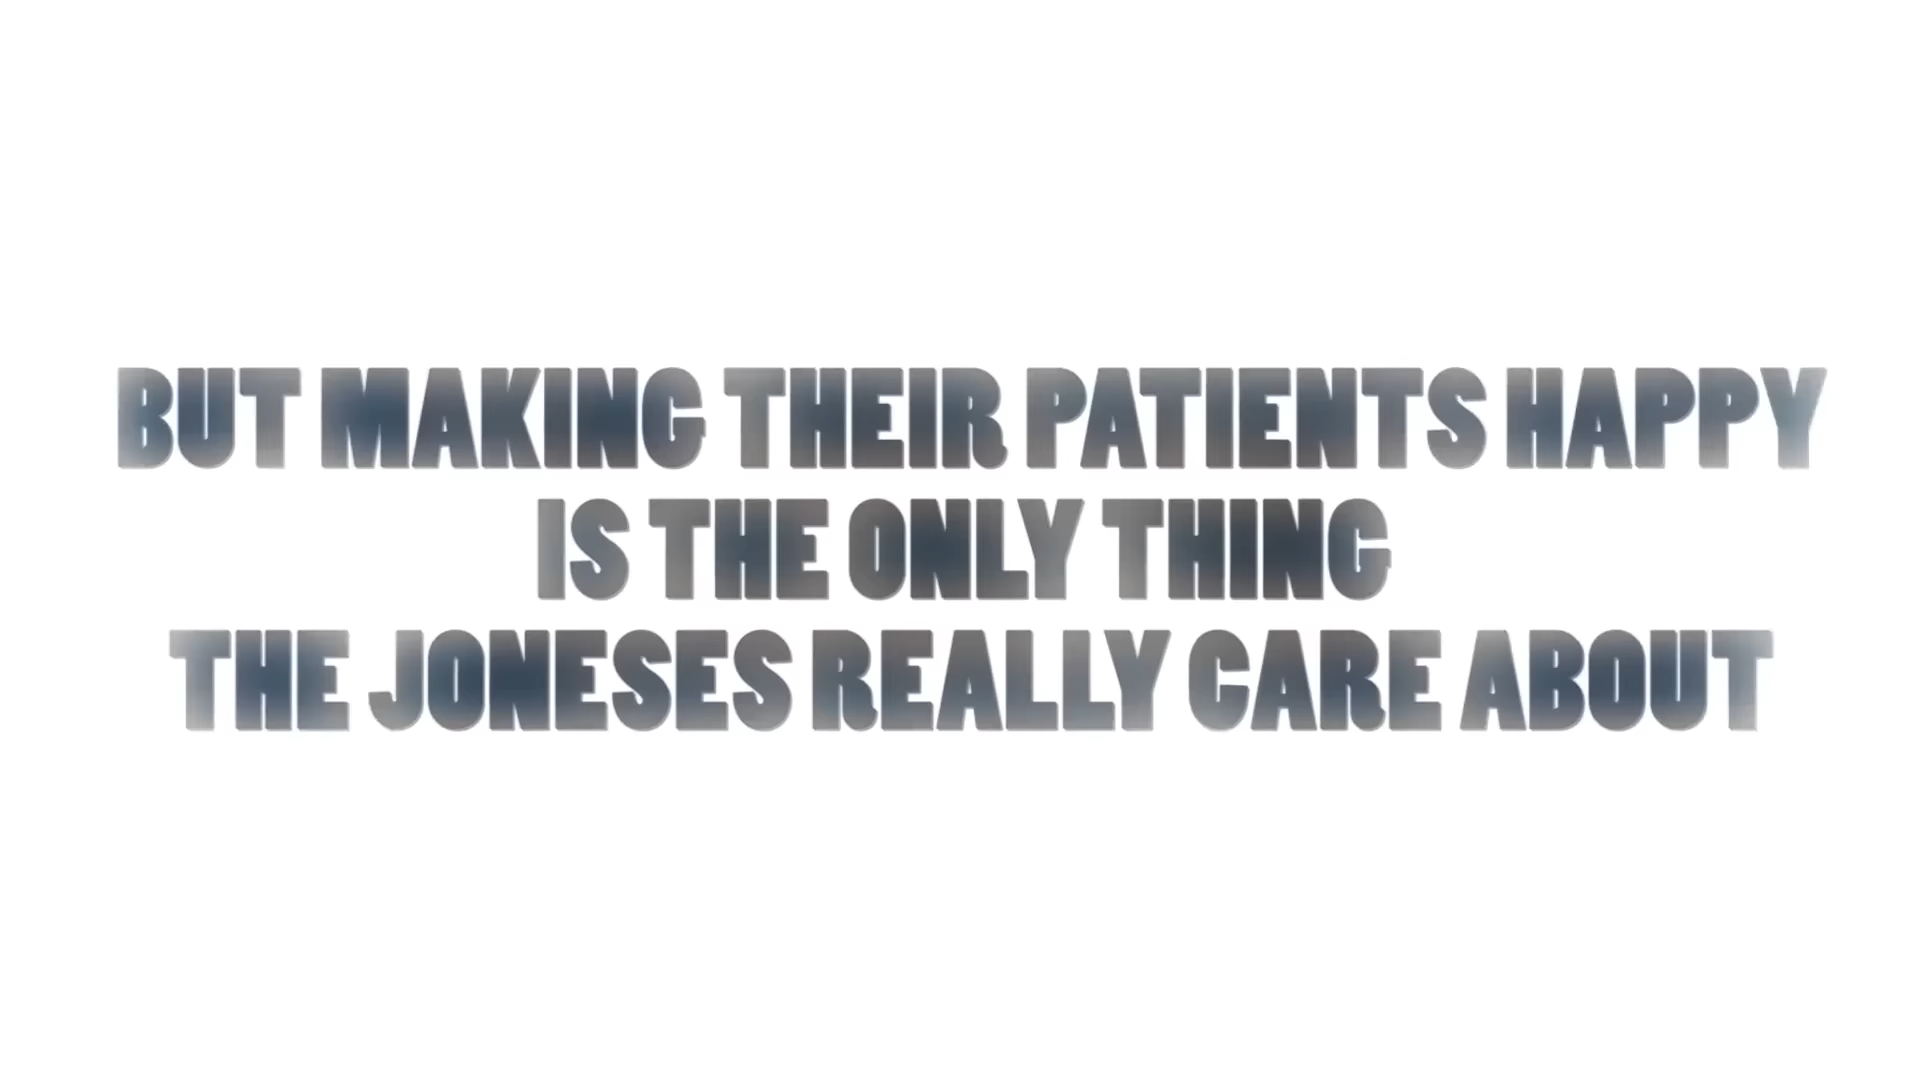 BUT MAKING THEIR PATIENTS HAPPY
IS THE ONLY THING
THE JONESES REALLY CARE ABOUT